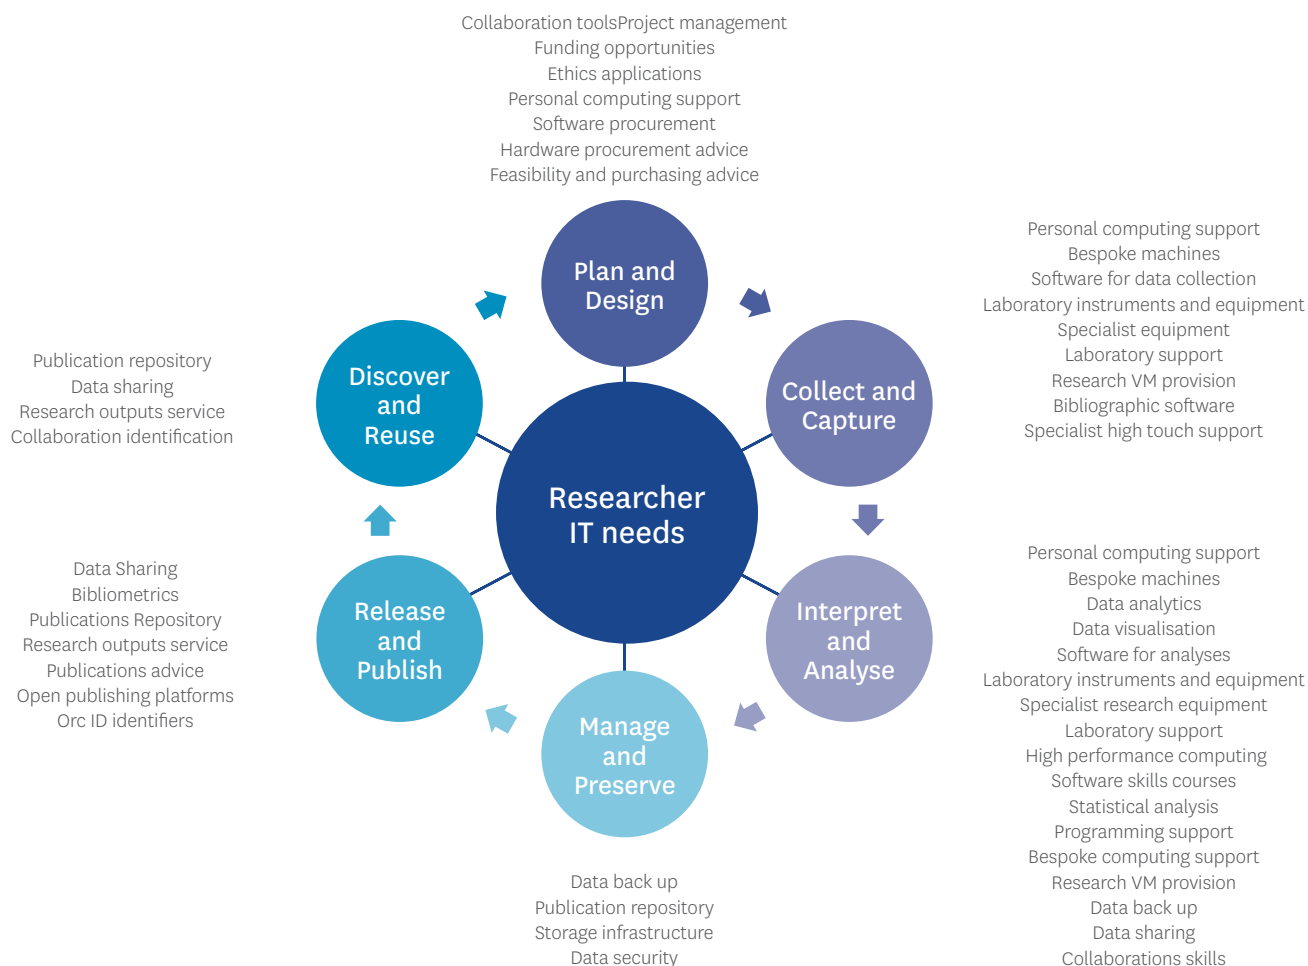 Collaboration toolsProject management
Funding opportunities
Ethics applications
Personal computing support
Software procurement
Hardware procurement advice
Feasibility and purchasing advice
Plan and
Design
Personal computing support
Bespoke machines
Software for data collection
Laboratory instruments and equipment
Specialist equipment
Laboratory support
Research VM provision
Bibliographic software
Specialist high touch support
Collect and
Capture
Discover
and
Reuse
Publication repository
Data sharing
Research outputs service
Collaboration identification
Researcher
IT needs
Interpret
and
Analyse
Personal computing support
Bespoke machines
Data analytics
Data visualisation
Software for analyses
Laboratory instruments and equipment
Specialist research equipment
Laboratory support
High performance computing
Software skills courses
Statistical analysis
Programming support
Bespoke computing support
Research VM provision
Data back up
Data sharing
Collaborations skills
Release
and
Publish
Data Sharing
Bibliometrics
Publications Repository
Research outputs service
Publications advice
Open publishing platforms
Orc ID identifiers
Manage
and
Preserve
Data back up
Publication repository
Storage infrastructure
Data security